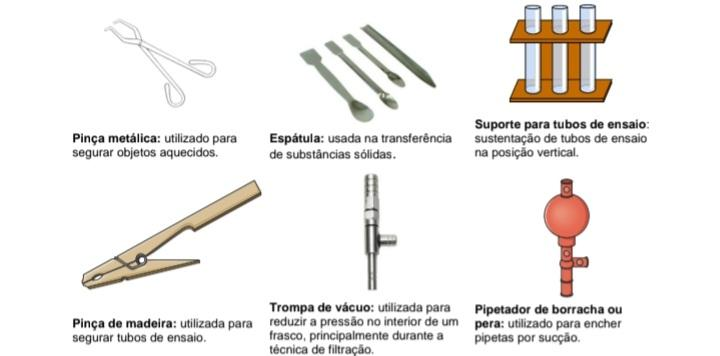 Pinça metálica: utilizado para
segurar objetos aquecidos.
Espátula: usada na transferência
de substâncias sólidas.
Suporte para tubos de ensaio:
sustentação de tubos de ensaio
na posição vertical.
Pinça de madeira: utilizada para
segurar tubos de ensaio.
Trompa de vácuo: utilizada para
reduzir a pressão no interior de um
frasco, principalmente durante a
técnica de filtração.
Pipetador de borracha ou
pera: utilizado para encher
pipetas por sucção.